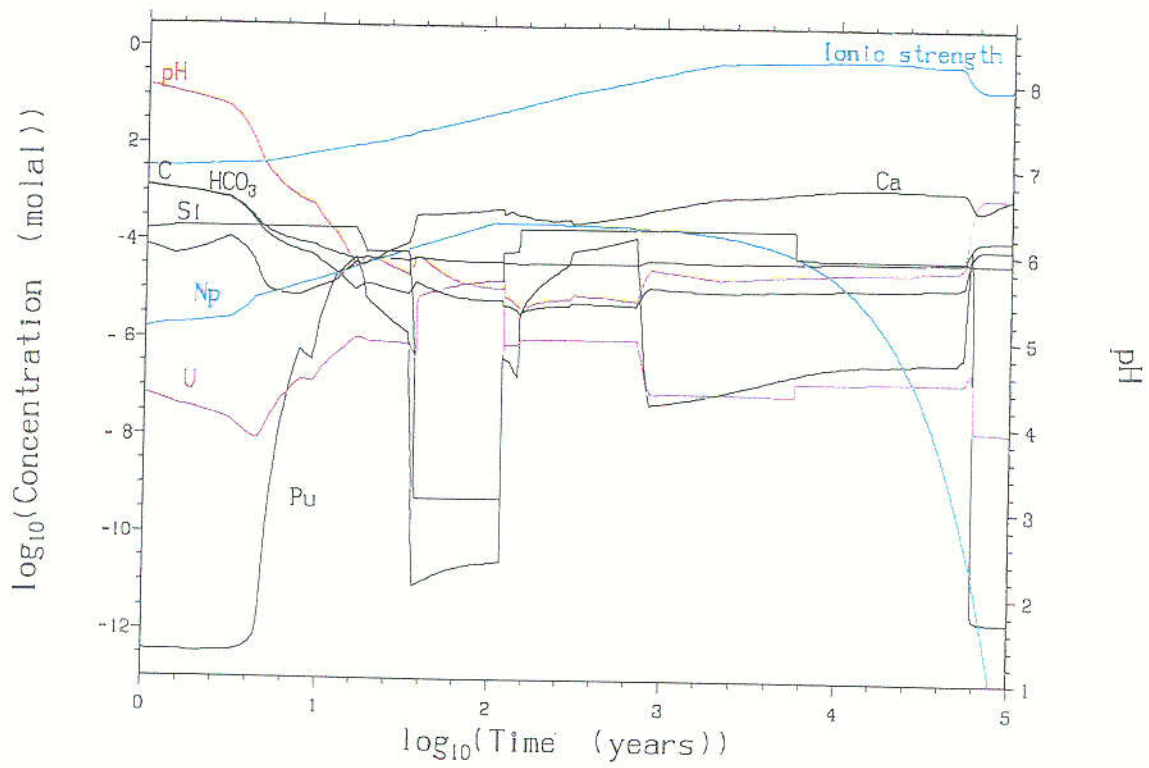 log10(Concentration (molal))
0
2
-4
-6
- 8
-10
-12
pH
C
HCO3
Si
Np
U
Pu
Ionic strength
Ca
8
7
6
5
4
3
2
1
pH
0
1
2
3
4
5
log10(Time (years))